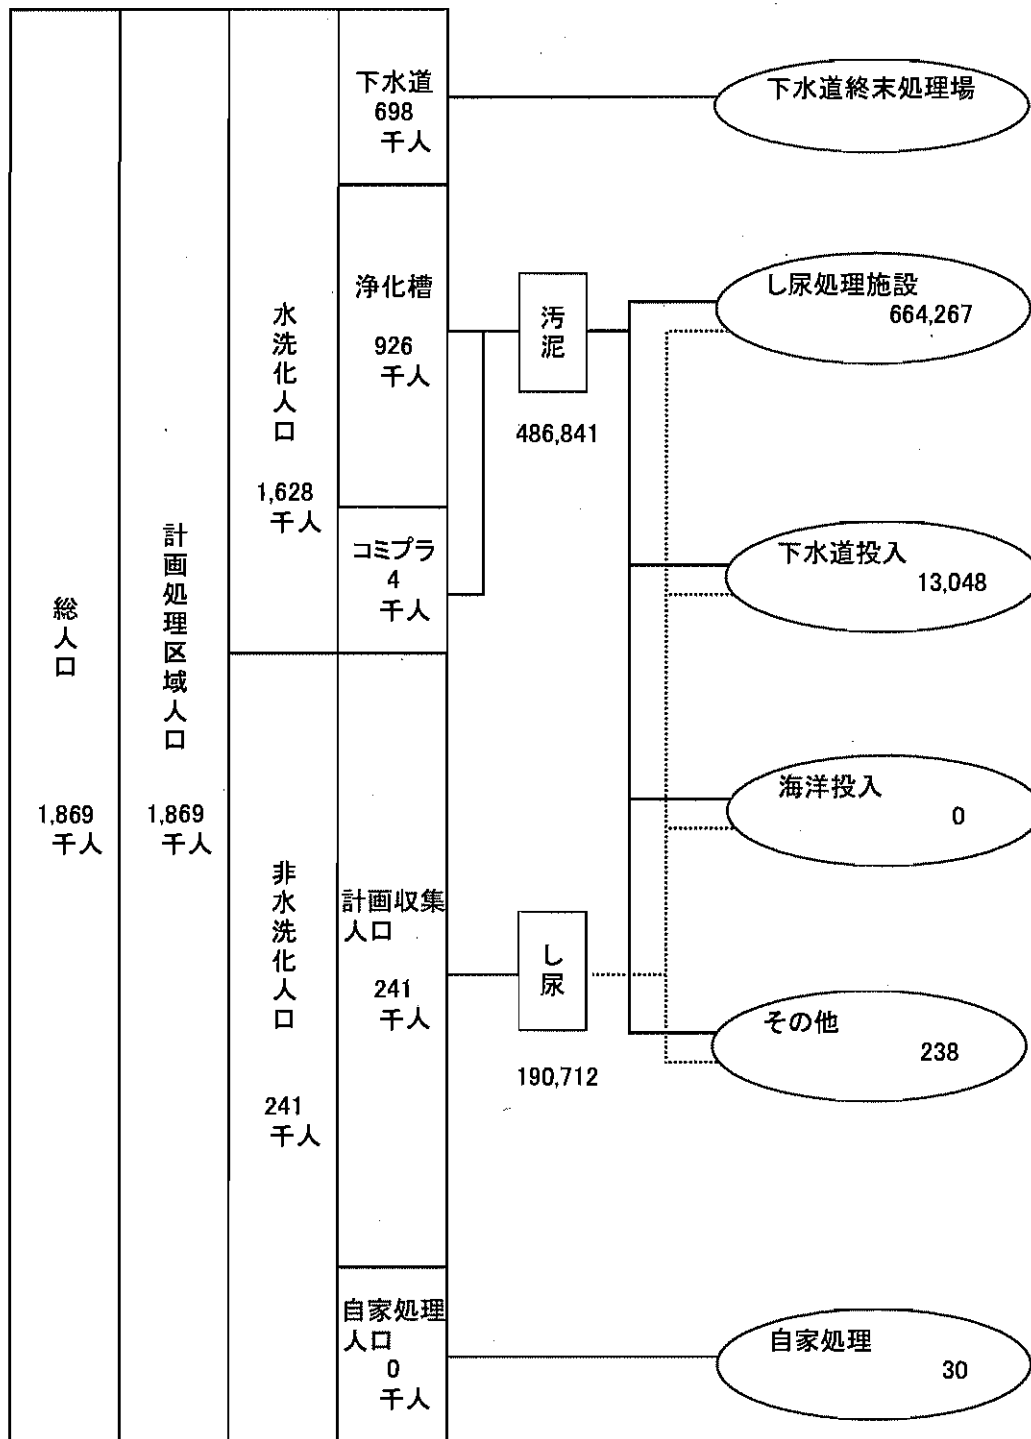 総人口
1,869
千人
計画処理区域人口
1,869
千人
水洗化人口
1,628
千人
非水洗化人口
241
千人
下水道
698
千人
浄化槽
926
千人
コミプラ
4
千人
計画収集
人口
241
千人
自家処理
人口
0
千人
汚泥
486,841
し尿
190,712
下水道終末処理場
し尿処理施設
664,267
下水道投入
13,048
海洋投入
0
その他
238
自家処理
30